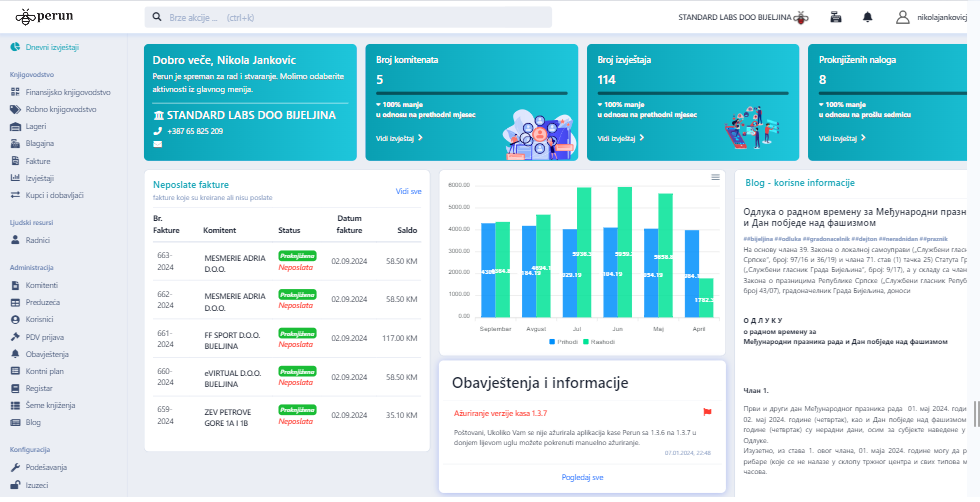 perun
Brze akcije ... (ctrl+k)
STANDARD LABS DOO BIJELJINA
nikolajankovicj
Dnevni izvještaji
Knjigovodstvo
Finansijsko knjigovodstvo
Robno knjigovodstvo
Lageri
Blagajna
Fakture
Izvještaji
Kupci i dobavljači
Ljudski resursi
Radnici
Administracija
Komitenti
Preduzeća
Korisnici
PDV prijava
Obavještenja
Kontni plan
Registar
Šeme knjiženja
Blog
Konfiguracija
Podešavanja
Izuzeci
Dobro veče, Nikola Jankovic
Perun je spreman za rad i stvaranje. Molimo odaberite
aktivnosti iz glavnog menija.
STANDARD LABS DOO BIJELJINA
+387 65 825 209
Broj komitenata
5
100% manje
u odnosu na prethodni mjesec
Vidi izvještaj
Broj izvještaja
114
100% manje
u odnosu na prethodni mjesec
Vidi izvještaj
Proknjiženih naloga
8
100% manje
u odnosu na prošlu sedmicu
Vidi izvještaj
Neposlate fakture
fakture koje su kreirane ali nisu poslate
Vidi sve
Br. Fakture Komitent Status Datum fakture Saldo
663-2024 MESMERIE ADRIA D.O.O. Proknjižena Neposlata 02.09.2024 58.50 KM
662-2024 MESMERIE ADRIA D.O.O. Proknjižena Neposlata 02.09.2024 58.50 KM
661-2024 FF SPORT D.O.O. BIJELJINA Proknjižena Neposlata 02.09.2024 117.00 KM
660-2024 eVIRTUAL D.O.O. BIJELJINA Proknjižena Neposlata 02.09.2024 58.50 KM
659-2024 ZEV PETROVE GORE 1A I 1B Proknjižena Neposlata 02.09.2024 35.10 KM
6000.00
5000.00
4000.00
3000.00
2000.00
1000.00
0.00
September Avgust Jul Jun Maj April
Prihodi Rashodi
Obavještenja i informacije
Ažuriranje verzije kasa 1.3.7
Poštovani, Ukoliko Vam se nije ažurirala aplikacija kase Perun sa 1.3.6 na 1.3.7 u
donjem lijevom uglu možete pokrenuti manuelno ažuriranje.
07.01.2024, 22:48
Pogledaj sve
Blog - korisne informacije
Одлука о радном времену за Међународни празн
и Дан побједе над фашизмом
##bijeljina ##odluka ##gradonacelnik ##dejton ##neradnidan ##praznik
На основу члана 39. Закона о локалној самоуправи („Службени глас
Српске”, број: 97/16 и 36/19) и члана 71. став (1) тачка 25) Статута Гр
(„Службени гласник Града Бијељина”, број: 9/17), а у складу са члан
Закона о празницима Републике Српске („Службени гласник Репуб
број 43/07), градоначелник Града Бијељина, доноси
О Д Л У К У
о радном времену за
Међународни празника рада и Дан побједе над фашизмом
Члан 1.
Први и други дан Међународног празника рада 01. мај 2024. годи
02. мај 2024. године (четвртак), као и Дан побједе над фашизмом
године (четвртак) су нерадни дани, осим за субјекте наведене у
Одлуке.
Изузетно, из става 1. овог члана, 01. маја 2024. године могу да р
рибаре (које се не налазе у склопу тржног центра и свих типова м
часова.